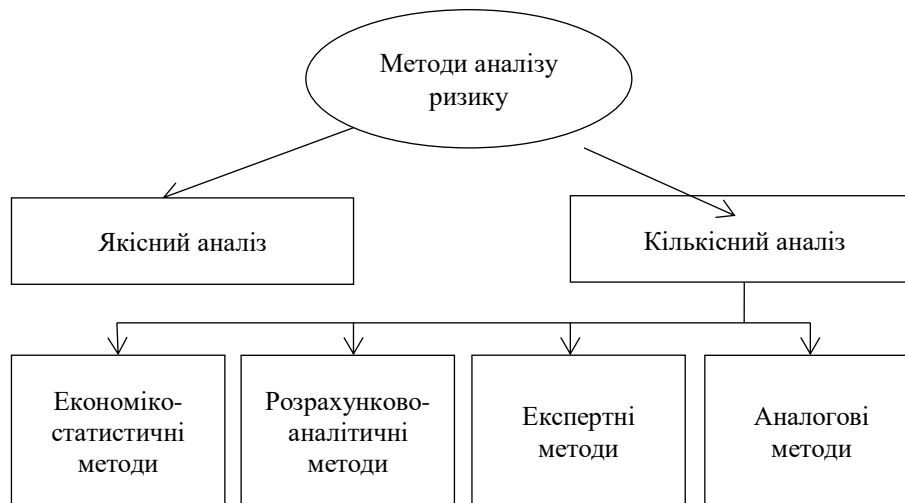 Методи аналізу
ризику
Якісний аналіз
Кількісний аналіз
Економіко-
статистичні
методи
Розрахунково-
аналітичні
методи
Експертні
методи
Аналогові
методи